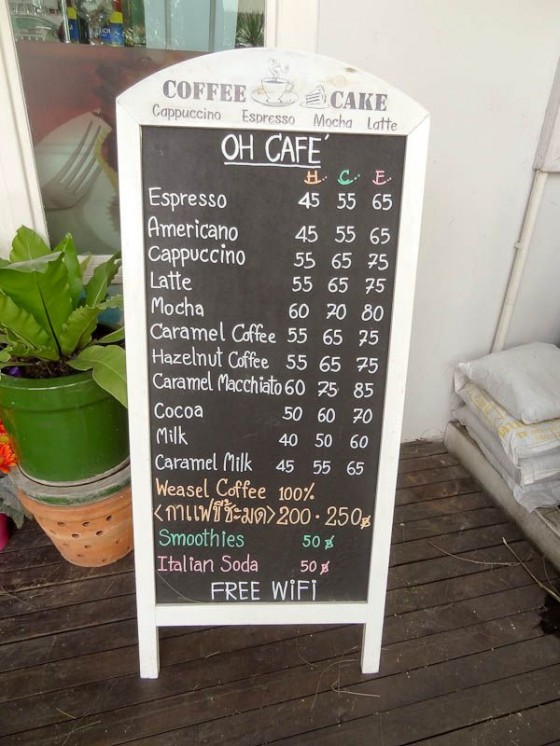 COFFEE CAKE
Cappuccino Espresso Mocha Latte
OH CAFE´
H. C. E.
Espresso 45 55 65
Americano 45 55 65
Cappuccino 55 65 75
Latte 55 65 75
Mocha 60 70 80
Caramel Coffee 55 65 75
Hazelnut Coffee 55 65 75
Caramel Macchiato 60 75 85
Cocoa 50 60 70
Milk 40 50 60
Caramel Milk 45 55 65
Weasel Coffee 100%
<กาแฟขี้ชะมด> 200 - 250฿
Smoothies 50฿
Italian Soda 50฿
FREE WiFi